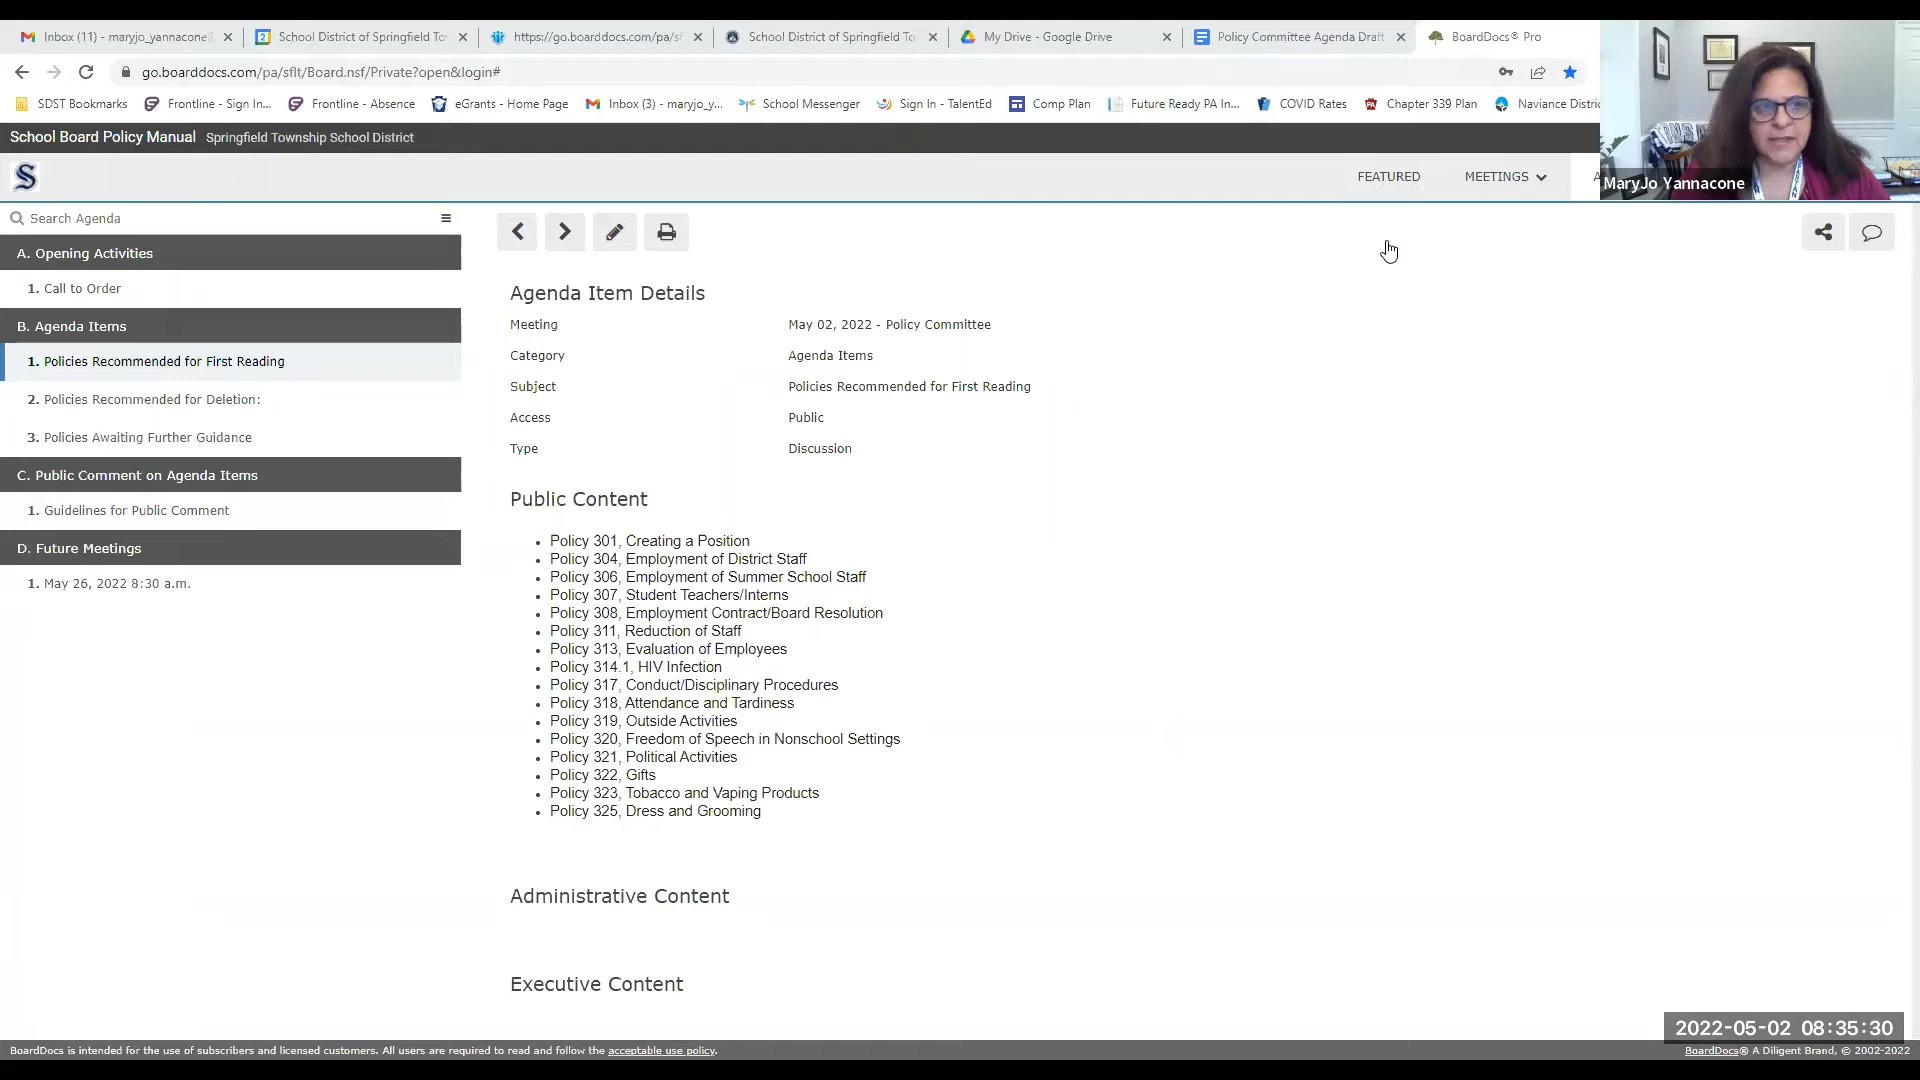 Inbox (11) - maryjo_yannacone
School District of Springfield To
https://go.boarddocs.com/pa/s
School District of Springfield To
My Drive - Google Drive
Policy Committee Agenda Draft
BoardDocs® Pro
go.boarddocs.com/pa/sflt/Board.nsf/Private?open&login#
SDST Bookmarks
Frontline - Sign In...
Frontline - Absence
eGrants - Home Page
Inbox (3) - maryjo_y...
School Messenger
Sign In - TalentEd
Comp Plan
Future Ready PA In...
COVID Rates
Chapter 339 Plan
Naviance Distric
School Board Policy Manual Springfield Township School District
S
FEATURED
MEETINGS
MaryJo Yannacone
Search Agenda
A. Opening Activities
1. Call to Order
B. Agenda Items
1. Policies Recommended for First Reading
2. Policies Recommended for Deletion:
3. Policies Awaiting Further Guidance
C. Public Comment on Agenda Items
1. Guidelines for Public Comment
D. Future Meetings
1. May 26, 2022 8:30 a.m.
Agenda Item Details
Meeting May 02, 2022 - Policy Committee
Category Agenda Items
Subject Policies Recommended for First Reading
Access Public
Type Discussion
Public Content
• Policy 301, Creating a Position
• Policy 304, Employment of District Staff
• Policy 306, Employment of Summer School Staff
• Policy 307, Student Teachers/Interns
• Policy 308, Employment Contract/Board Resolution
• Policy 311, Reduction of Staff
• Policy 313, Evaluation of Employees
• Policy 314.1, HIV Infection
• Policy 317, Conduct/Disciplinary Procedures
• Policy 318, Attendance and Tardiness
• Policy 319, Outside Activities
• Policy 320, Freedom of Speech in Nonschool Settings
• Policy 321, Political Activities
• Policy 322, Gifts
• Policy 323, Tobacco and Vaping Products
• Policy 325, Dress and Grooming
Administrative Content
Executive Content
2022-05-02 08:35:30
BoardDocs is intended for the use of subscribers and licensed customers. All users are required to read and follow the acceptable use policy.
BoardDocs® A Diligent Brand, © 2002-2022